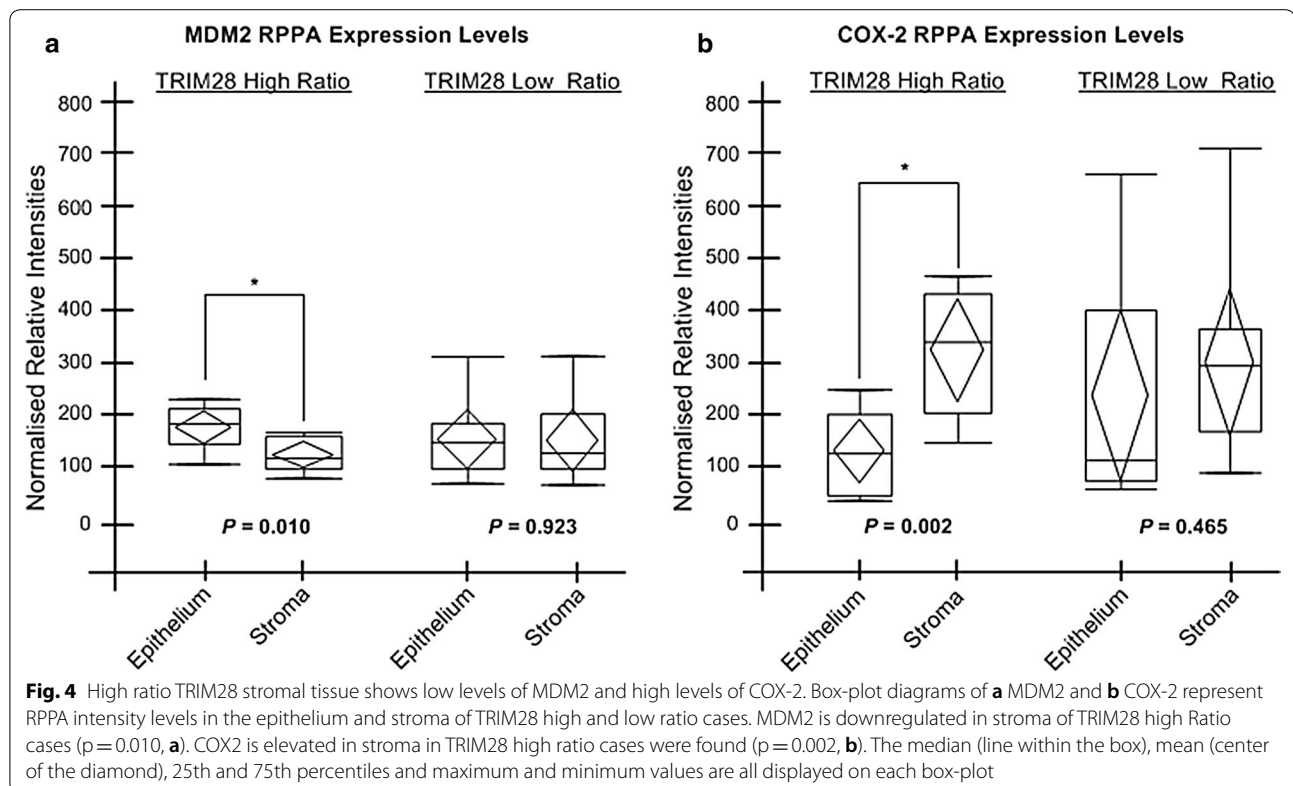 a
MDM2 RPPA Expression Levels
TRIM28 High Ratio
TRIM28 Low Ratio
Normalised Relative Intensities
800
700
600
500
400
300
200
100
0
*
P = 0.010
P = 0.923
Epithelium
Stroma
Epithelium
Stroma
b
COX-2 RPPA Expression Levels
TRIM28 High Ratio
TRIM28 Low Ratio
Normalised Relative Intensities
800
700
600
500
400
300
200
100
0
*
P = 0.002
P = 0.465
Epithelium
Stroma
Epithelium
Stroma
Fig. 4 High ratio TRIM28 stromal tissue shows low levels of MDM2 and high levels of COX-2. Box-plot diagrams of a MDM2 and b COX-2 represent
RPPA intensity levels in the epithelium and stroma of TRIM28 high and low ratio cases. MDM2 is downregulated in stroma of TRIM28 high Ratio
cases (p = 0.010, a). COX2 is elevated in stroma in TRIM28 high ratio cases were found (p = 0.002, b). The median (line within the box), mean (center
of the diamond), 25th and 75th percentiles and maximum and minimum values are all displayed on each box-plot